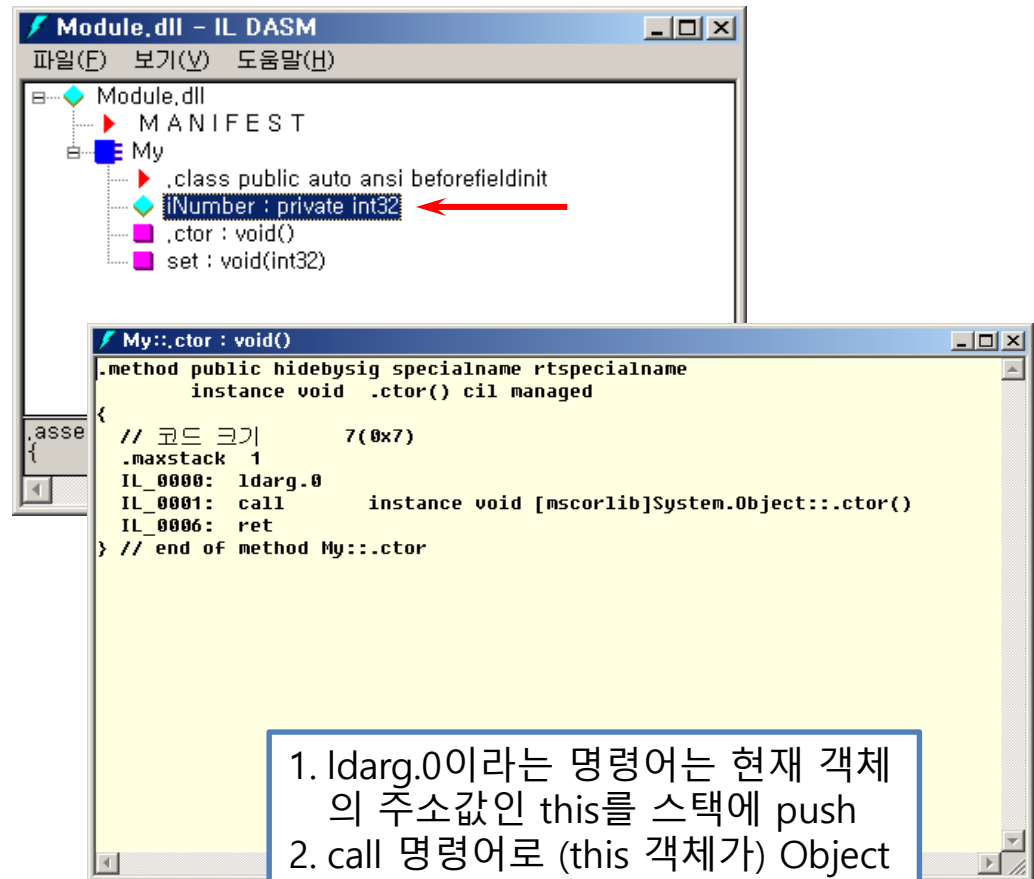 Module.dll - IL DASM
파일(F) 보기(V) 도움말(H)
Module.dll
M A N I F E S T
My
.class public auto ansi beforefieldinit
iNumber : private int32
.ctor : void()
set : void(int32)
.asse
{
My::.ctor : void()
.method public hidebysig specialname rtspecialname
instance void .ctor() cil managed
{
// 코드 크기 7(0x7)
.maxstack 1
IL_0000: ldarg.0
IL_0001: call instance void [mscorlib]System.Object::.ctor()
IL_0006: ret
} // end of method My::.ctor
1. ldarg.0이라는 명령어는 현재 객체
의 주소값인 this를 스택에 push
2. call 명령어로 (this 객체가) Object